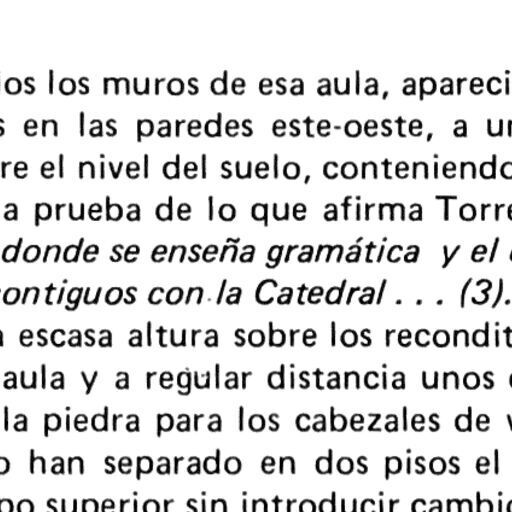 los los muros de esa aula, apareci
s en las paredes este-oeste, a u
re el nivel del suelo, conteniendo
a prueba de lo que afirma Torre
donde se enseña gramática y el
contiguos con la Catedral . . . (3).
a escasa altura sobre los recondit
aula y a regular distancia unos
la piedra para los cabezales de v
o han separado en dos pisos el
po superior sin introducir cambio